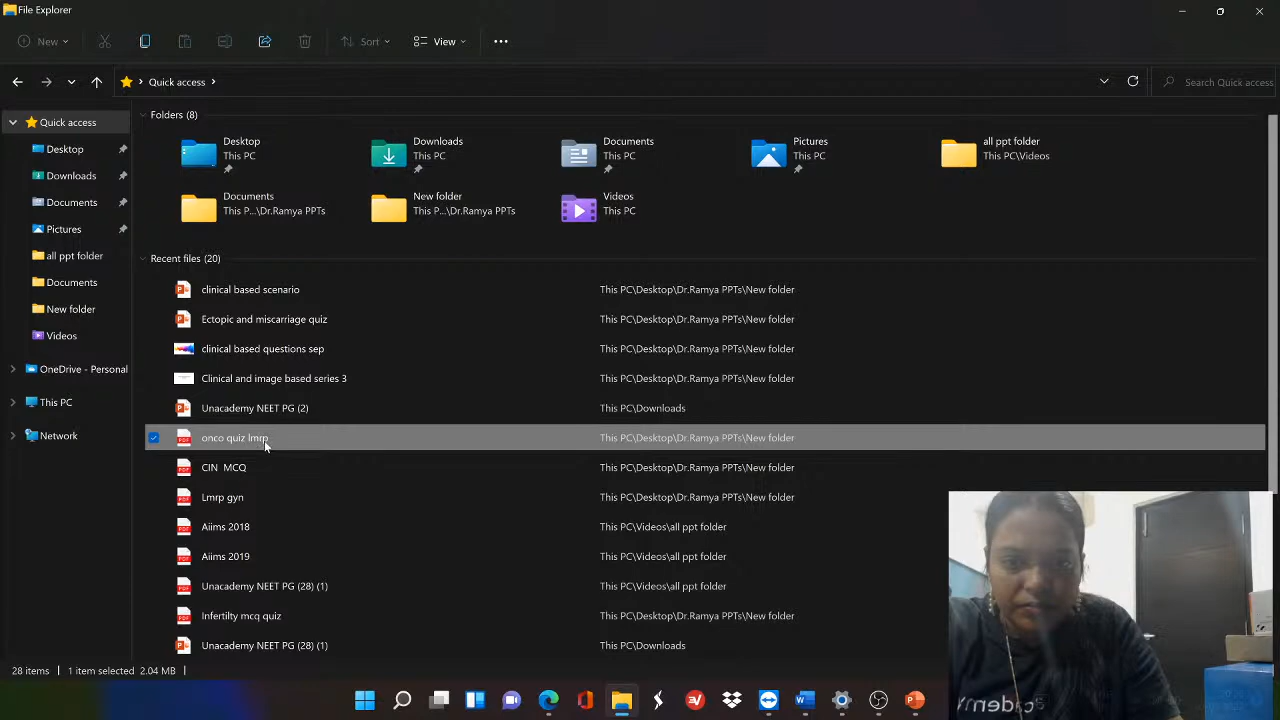 File Explorer
New
Sort
View
Quick access
Search Quick access
Quick access
Desktop
Downloads
Documents
Pictures
all ppt folder
Documents
New folder
Videos
OneDrive - Personal
This PC
Network
Folders (8)
Desktop
This PC
Downloads
This PC
Documents
This PC
Pictures
This PC
all ppt folder
This PC\Videos
Documents
This P...\Dr.Ramya PPTs
New folder
This P...\Dr.Ramya PPTs
Videos
This PC
Recent files (20)
clinical based scenario This PC\Desktop\Dr.Ramya PPTs\New folder
Ectopic and miscarriage quiz This PC\Desktop\Dr.Ramya PPTs\New folder
clinical based questions sep This PC\Desktop\Dr.Ramya PPTs\New folder
Clinical and image based series 3 This PC\Desktop\Dr.Ramya PPTs\New folder
Unacademy NEET PG (2) This PC\Downloads
onco quiz lmrp This PC\Desktop\Dr.Ramya PPTs\New folder
CIN MCQ This PC\Desktop\Dr.Ramya PPTs\New folder
Lmrp gyn This PC\Desktop\Dr.Ramya PPTs\New folder
Aiims 2018 This PC\Videos\all ppt folder
Aiims 2019 This PC\Videos\all ppt folder
Unacademy NEET PG (28) (1) This PC\Videos\all ppt folder
Infertilty mcq quiz This PC\Desktop\Dr.Ramya PPTs\New folder
Unacademy NEET PG (28) (1) This PC\Downloads
28 items 1 item selected 2.04 MB